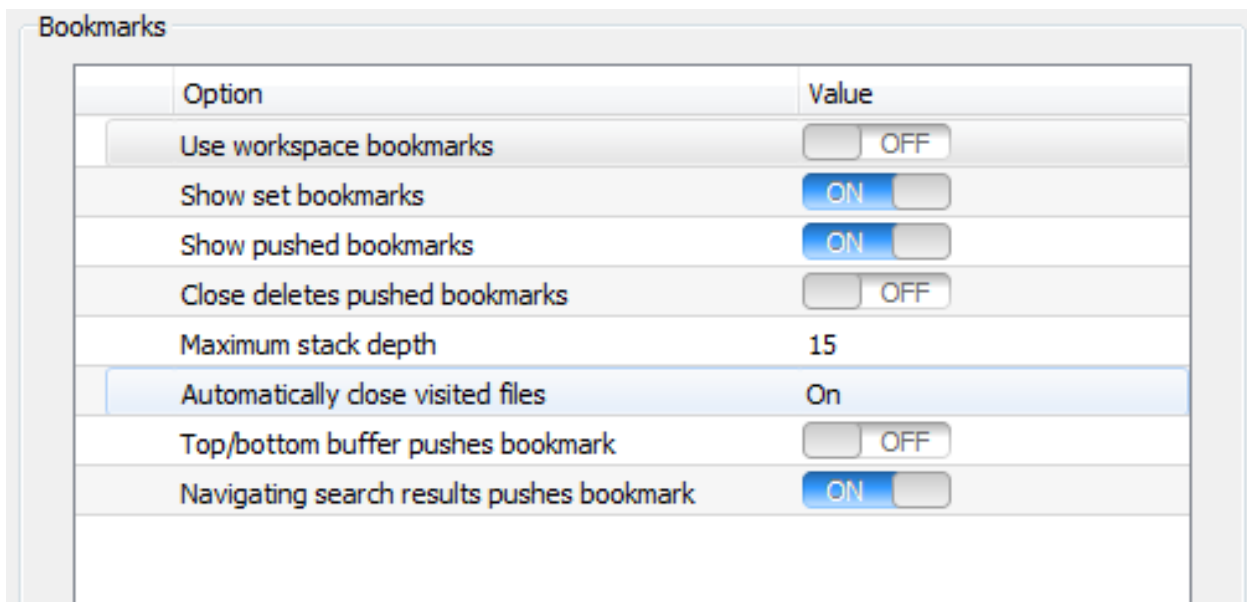 Bookmarks
Option Value
Use workspace bookmarks OFF
Show set bookmarks ON
Show pushed bookmarks ON
Close deletes pushed bookmarks OFF
Maximum stack depth 15
Automatically close visited files On
Top/bottom buffer pushes bookmark OFF
Navigating search results pushes bookmark ON